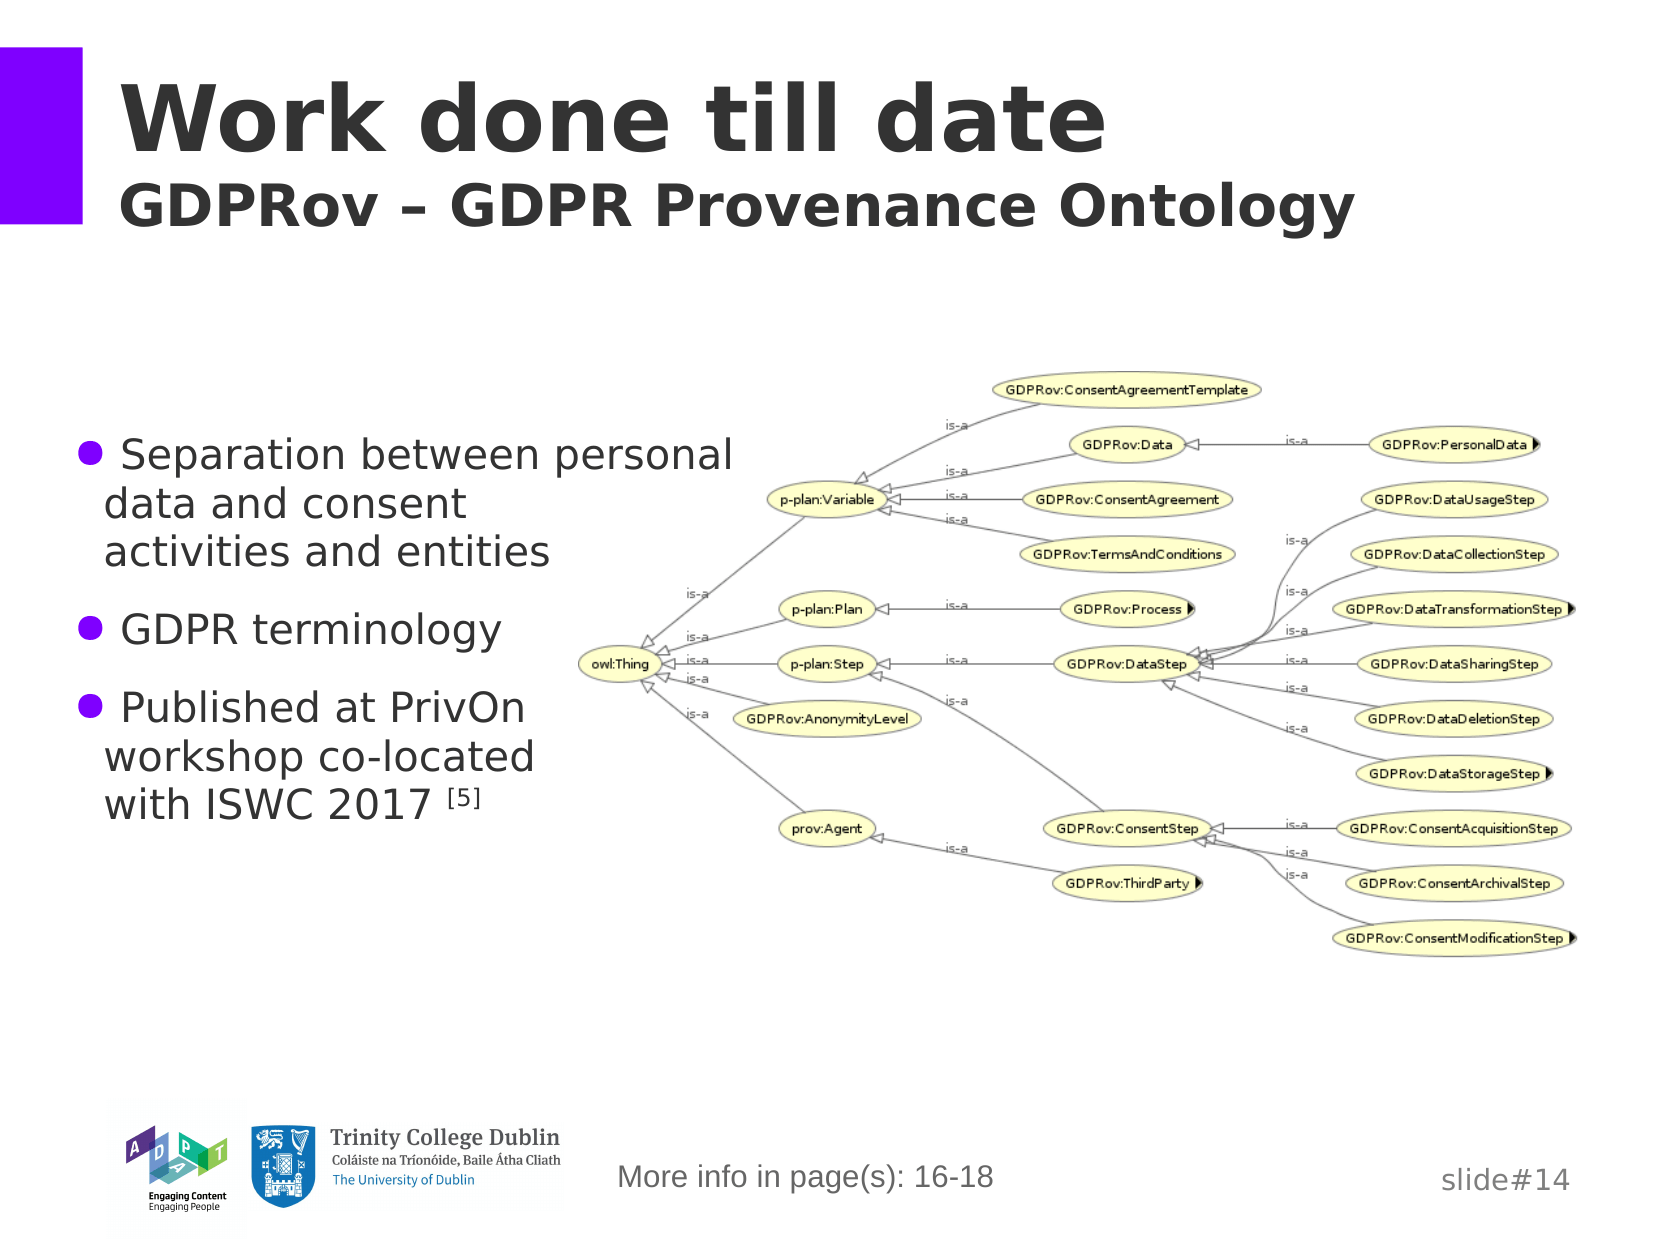 Work done till date
GDPRov – GDPR Provenance Ontology
Separation between personal
data and consent
activities and entities
GDPR terminology
Published at PrivOn
workshop co-located
with ISWC 2017 [5]
GDPRov:ConsentAgreementTemplate
is-a
GDPRov:Data
is-a
GDPRov:PersonalData
is-a
p-plan:Variable
is-a
GDPRov:ConsentAgreement
GDPRov:DataUsageStep
is-a
is-a
GDPRov:TermsAndConditions
GDPRov:DataCollectionStep
is-a
is-a
p-plan:Plan
is-a
GDPRov:Process
GDPRov:DataTransformationStep
is-a
is-a
owl:Thing
is-a
p-plan:Step
is-a
GDPRov:DataStep
is-a
GDPRov:DataSharingStep
is-a
is-a
is-a
is-a
GDPRov:AnonymityLevel
GDPRov:DataDeletionStep
is-a
GDPRov:DataStorageStep
prov:Agent
GDPRov:ConsentStep
is-a
GDPRov:ConsentAcquisitionStep
is-a
is-a
is-a
GDPRov:ThirdParty
GDPRov:ConsentArchivalStep
GDPRov:ConsentModificationStep
ADAPT
Engaging Content
Engaging People
Trinity College Dublin
Coláiste na Tríonóide, Baile Átha Cliath
The University of Dublin
More info in page(s): 16-18
slide#14